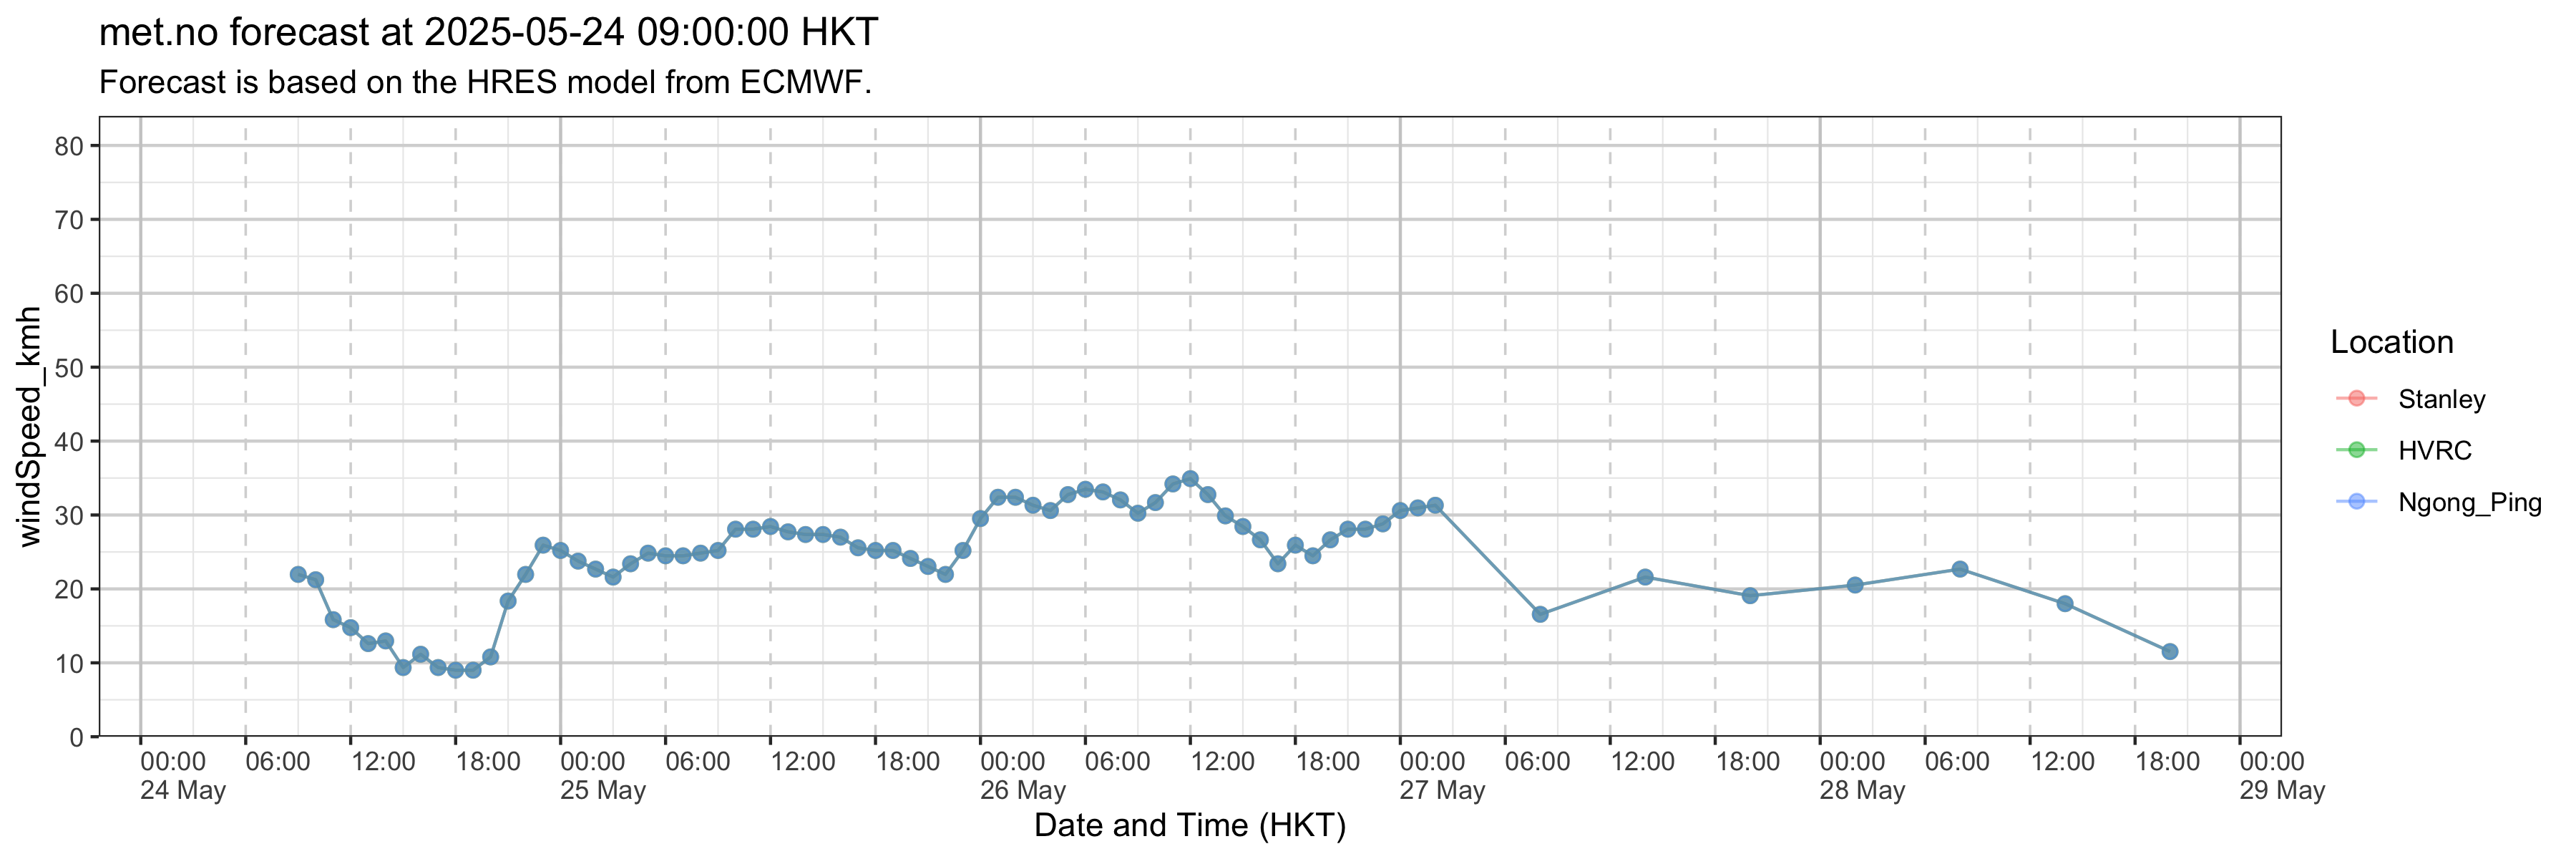 met.no forecast at 2025-05-24 09:00:00 HKT
Forecast is based on the HRES model from ECMWF.
windSpeed_kmh
80
70
60
50
40
30
20
10
0
00:00 06:00 12:00 18:00 00:00 06:00 12:00 18:00 00:00 06:00 12:00 18:00 00:00 06:00 12:00 18:00 00:00 06:00 12:00 18:00 00:00
24 May 25 May 26 May 27 May 28 May 29 May
Date and Time (HKT)
Location
Stanley
HVRC
Ngong_Ping